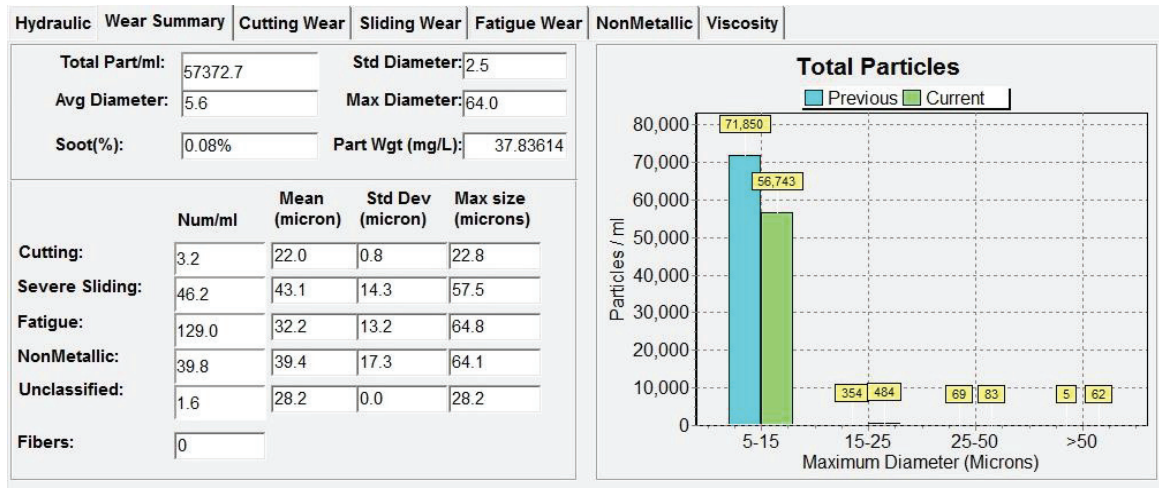 Hydraulic Wear Summary Cutting Wear Sliding Wear Fatigue Wear NonMetallic Viscosity
Total Part/ml: 57372.7 Std Diameter: 2.5
Avg Diameter: 5.6 Max Diameter: 64.0
Soot(%): 0.08% Part Wgt (mg/L): 37.83614
Num/ml Mean (micron) Std Dev (micron) Max size (microns)
Cutting: 3.2 22.0 0.8 22.8
Severe Sliding: 46.2 43.1 14.3 57.5
Fatigue: 129.0 32.2 13.2 64.8
NonMetallic: 39.8 39.4 17.3 64.1
Unclassified: 1.6 28.2 0.0 28.2
Fibers: 0
Total Particles
Previous Current
80,000
70,000
60,000
50,000
40,000
30,000
20,000
10,000
0
Particles / ml
71,850
56,743
354 484
69 83
5 62
5-15 15-25 25-50 >50
Maximum Diameter (Microns)